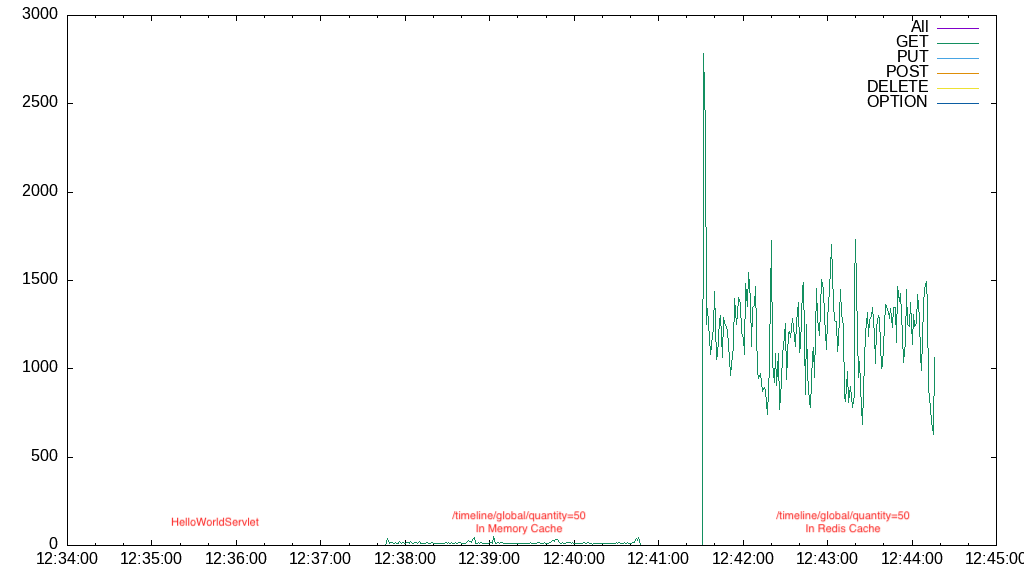 3000
2500
2000
1500
1000
500
0
All
GET
PUT
POST
DELETE
OPTION
HelloWorldServlet
/timeline/global/quantity=50
In Memory Cache
/timeline/global/quantity=50
In Redis Cache
12:34:00 12:35:00 12:36:00 12:37:00 12:38:00 12:39:00 12:40:00 12:41:00 12:42:00 12:43:00 12:44:00 12:45:00